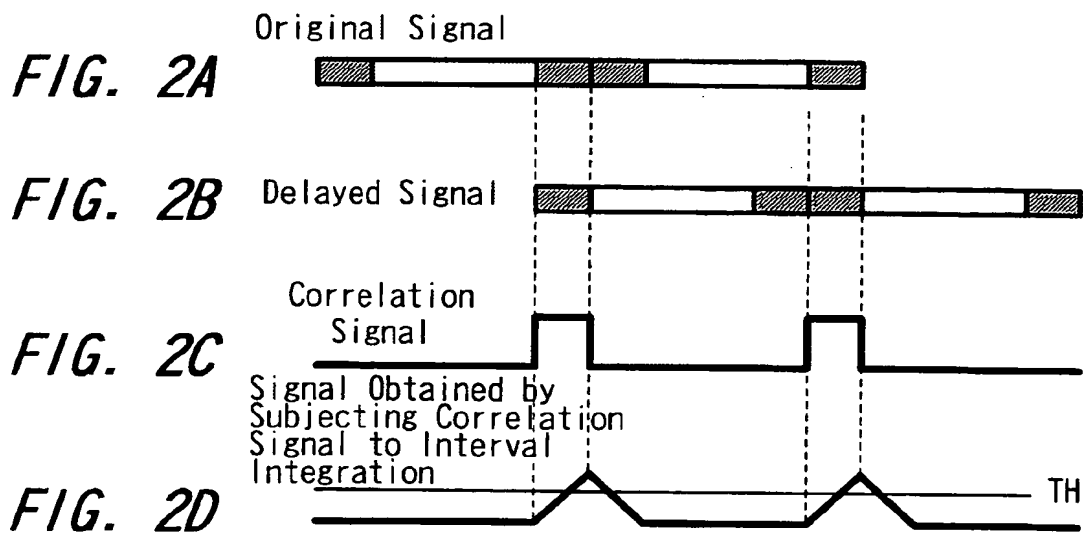 Original Signal
FIG. 2A
FIG. 2B
Delayed Signal
Correlation
Signal
FIG. 2C
Signal Obtained by
Subjecting Correlation
Signal to Interval
Integration
TH
FIG. 2D